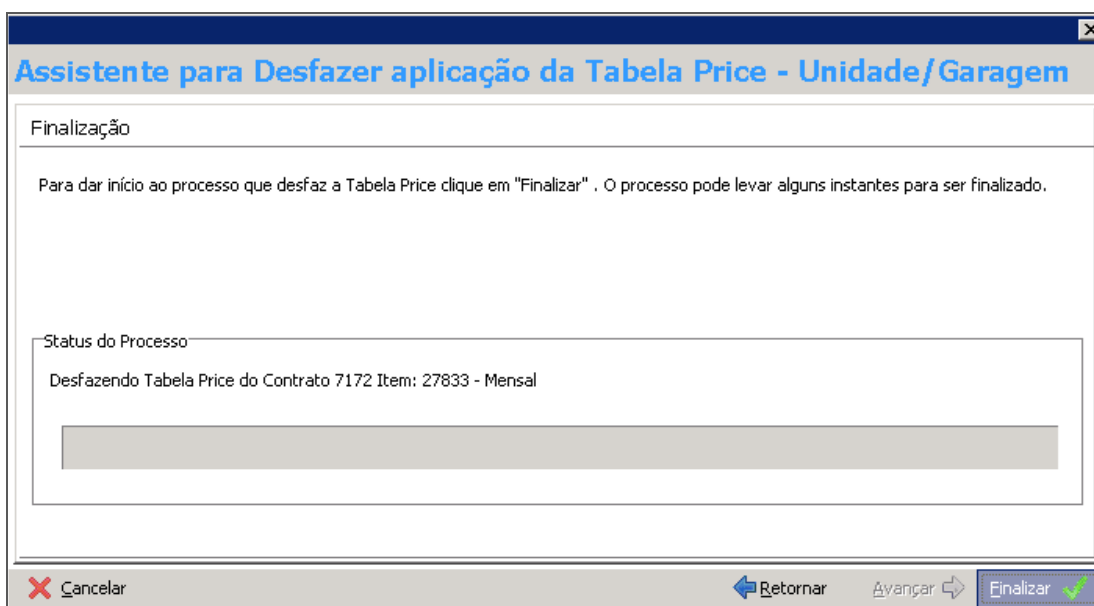 Assistente para Desfazer aplicação da Tabela Price - Unidade/Garagem
Finalização
Para dar início ao processo que desfaz a Tabela Price clique em "Finalizar" . O processo pode levar alguns instantes para ser finalizado.
Status do Processo
Desfazendo Tabela Price do Contrato 7172 Item: 27833 - Mensal
Cancelar
Retornar
Avançar
Finalizar